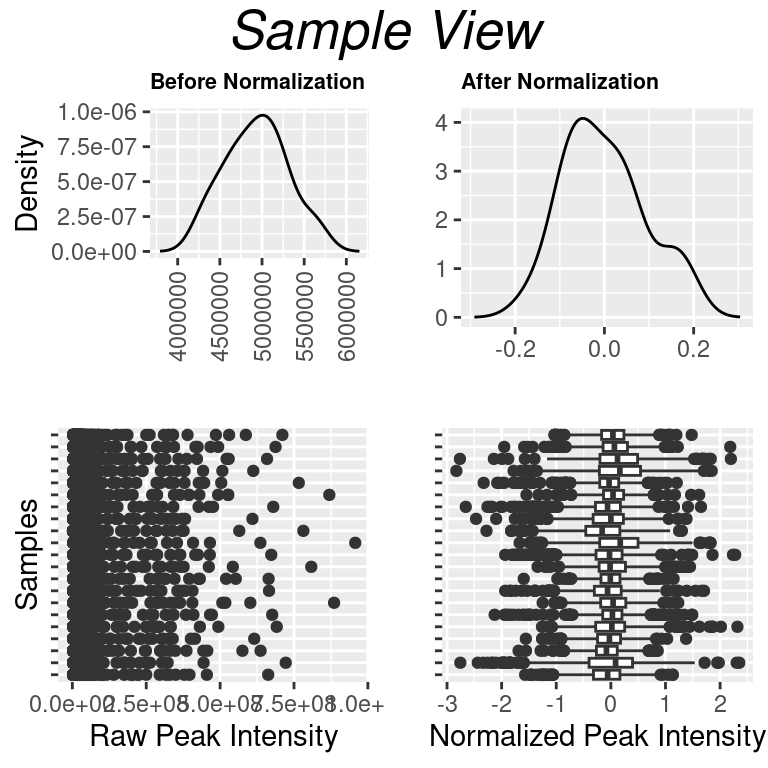 Sample View
Before Normalization
After Normalization
Density
1.0e-06
7.5e-07
5.0e-07
2.5e-07
0.0e+00
4000000
4500000
5000000
5500000
6000000
4
3
2
1
0
-0.2
0.0
0.2
Samples
0.0e+00
2.5e+08
5.0e+08
7.5e+08
1.0e+
Raw Peak Intensity
-3
-2
-1
0
1
2
Normalized Peak Intensity